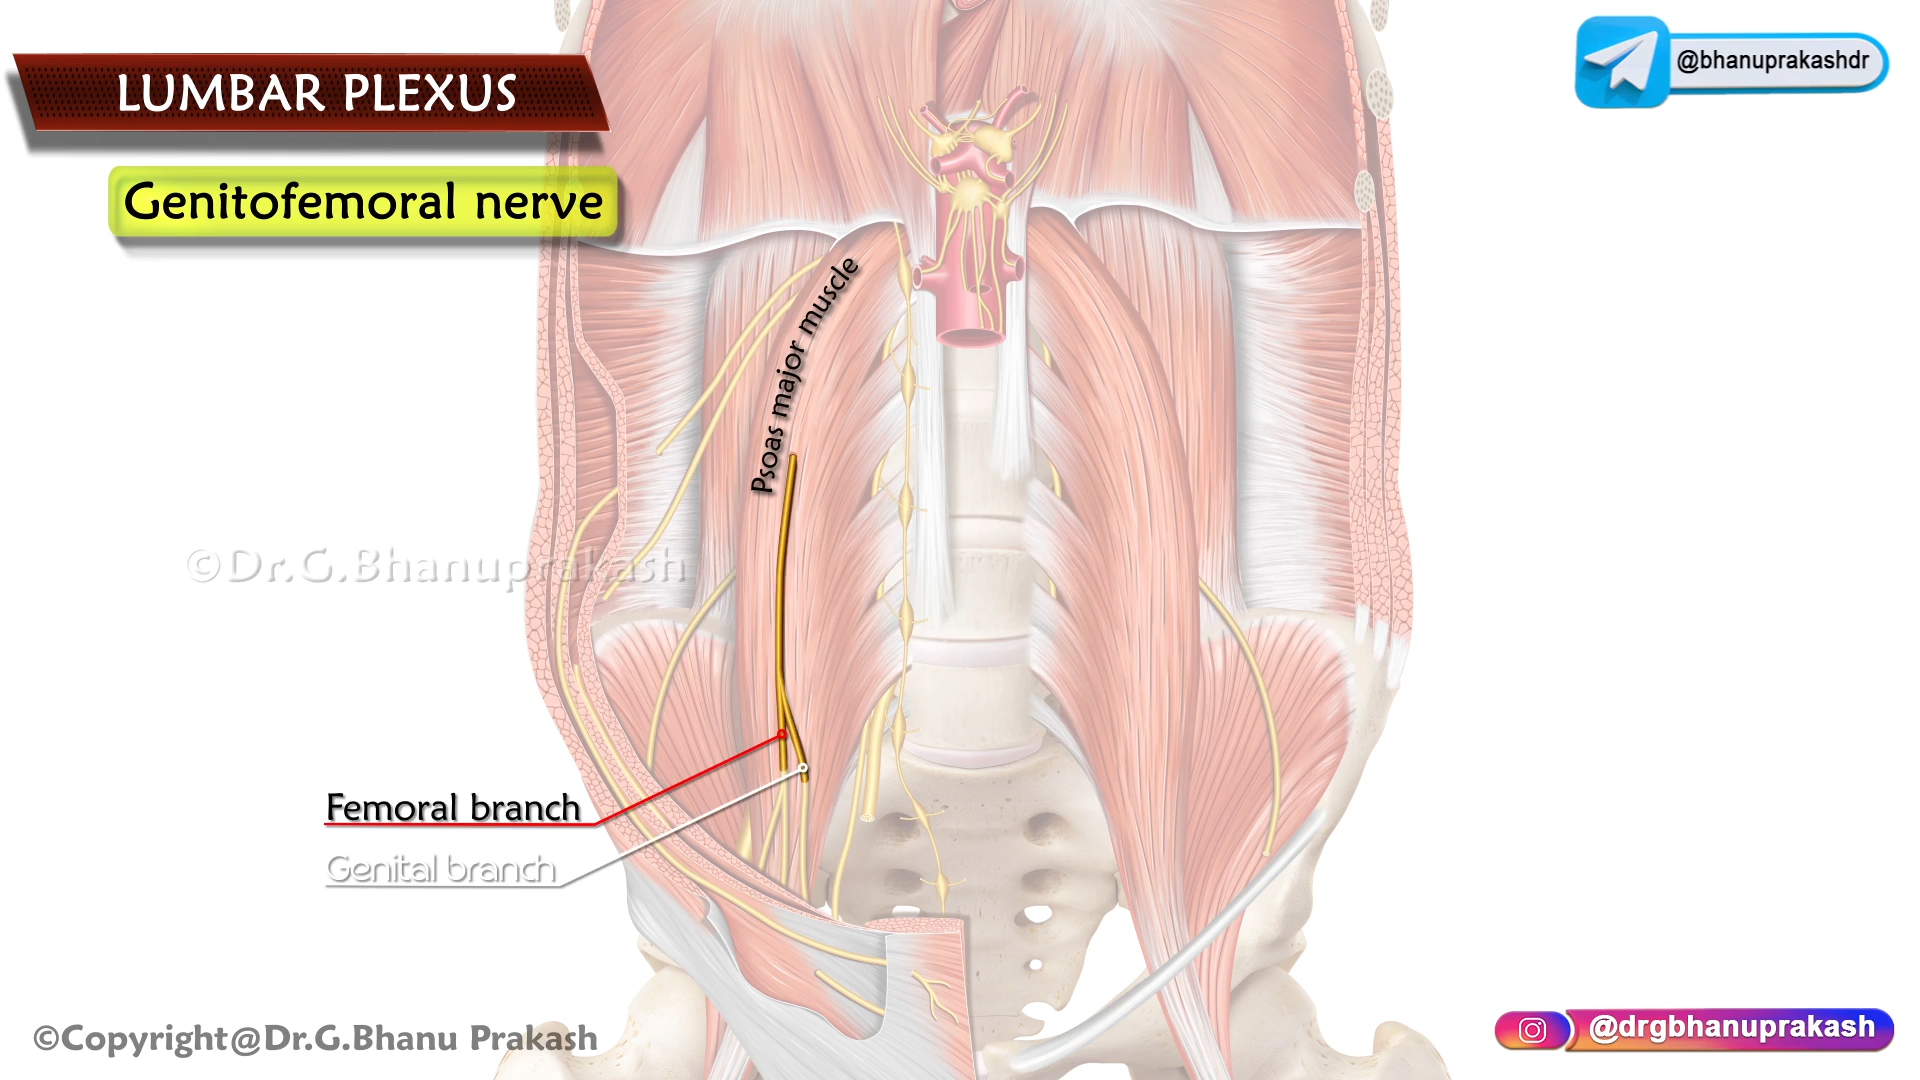 LUMBAR PLEXUS
@bhanuprakashdr
Genitofemoral nerve
Psoas major muscle
©Dr.G.Bhanuprakash
Femoral branch
Genital branch
©Copyright@Dr.G.Bhanu Prakash
@drgbhanuprakash